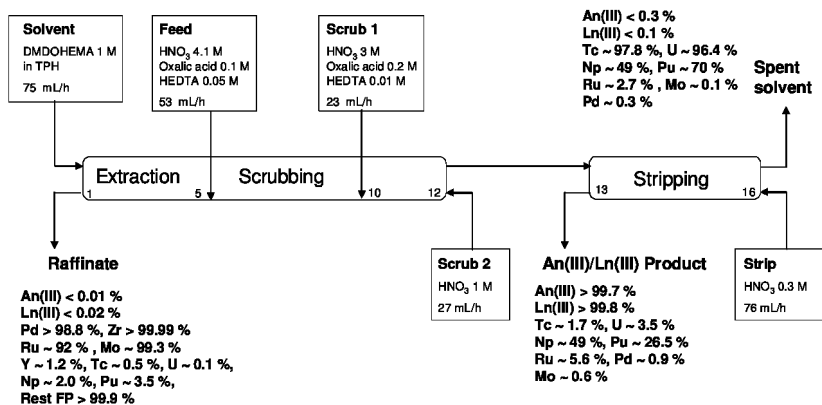 Solvent
DMDOHEMA 1 M
in TPH
75 mL/h
Feed
HNO3 4.1 M
Oxalic acid 0.1 M
HEDTA 0.05 M
53 mL/h
Scrub 1
HNO3 3 M
Oxalic acid 0.2 M
HEDTA 0.01 M
23 mL/h
An(III) < 0.3 %
Ln(III) < 0.1 %
Tc ~ 97.8 %, U ~ 96.4 %
Np ~ 49 %, Pu ~ 70 %
Ru ~ 2.7 % , Mo ~ 0.1 %
Pd ~ 0.3 %
Spent
solvent
Extraction Scrubbing
1 5 10 12
Stripping
13 16
Raffinate
An(III) < 0.01 %
Ln(III) < 0.02 %
Pd > 98.8 %, Zr > 99.99 %
Ru ~ 92 % , Mo ~ 99.3 %
Y ~ 1.2 %, Tc ~ 0.5 %, U ~ 0.1 %,
Np ~ 2.0 %, Pu ~ 3.5 %,
Rest FP > 99.9 %
Scrub 2
HNO3 1 M
27 mL/h
An(III)/Ln(III) Product
An(III) > 99.7 %
Ln(III) > 99.8 %
Tc ~ 1.7 %, U ~ 3.5 %
Np ~ 49 %, Pu ~ 26.5 %
Ru ~ 5.6 %, Pd ~ 0.9 %
Mo ~ 0.6 %
Strip
HNO3 0.3 M
76 mL/h